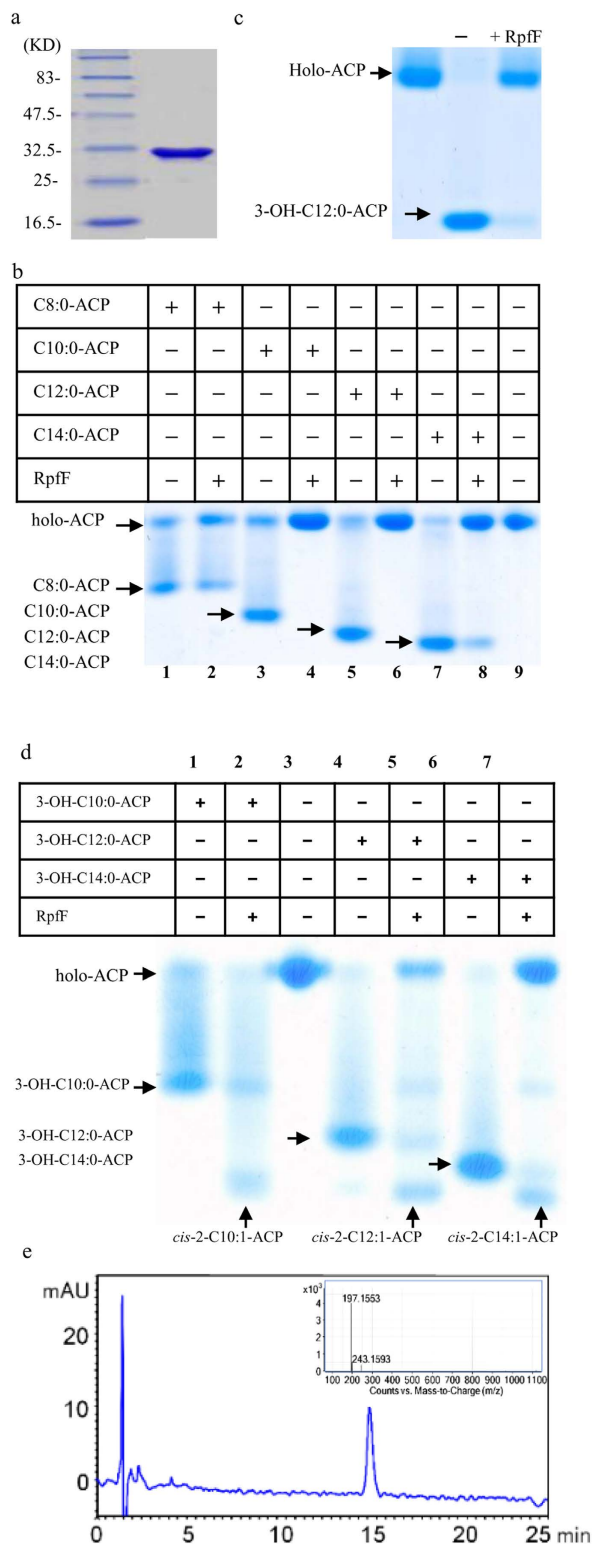 a
(KD)
83-
47.5-
32.5-
25-
16.5-
c
− + RpfF
Holo-ACP
3-OH-C12:0-ACP
b
C8:0-ACP + + − − − − − − −
C10:0-ACP − − + + − − − − −
C12:0-ACP − − − − + + − − −
C14:0-ACP − − − − − − + + −
RpfF − + − + − + − + −
holo-ACP
C8:0-ACP
C10:0-ACP
C12:0-ACP
C14:0-ACP
1 2 3 4 5 6 7 8 9
d
1 2 3 4 5 6 7
3-OH-C10:0-ACP + + − − − − −
3-OH-C12:0-ACP − − − + + − −
3-OH-C14:0-ACP − − − − − + +
RpfF − + − − + − +
holo-ACP
3-OH-C10:0-ACP
3-OH-C12:0-ACP
3-OH-C14:0-ACP
cis-2-C10:1-ACP cis-2-C12:1-ACP cis-2-C14:1-ACP
e
mAU
20
10
0
0 5 10 15 20 25 min
x10³
4
3
2
1
0
197.1553
243.1593
100 200 300 400 500 600 700 800 900 1000 1100
Counts vs. Mass-to-Charge (m/z)